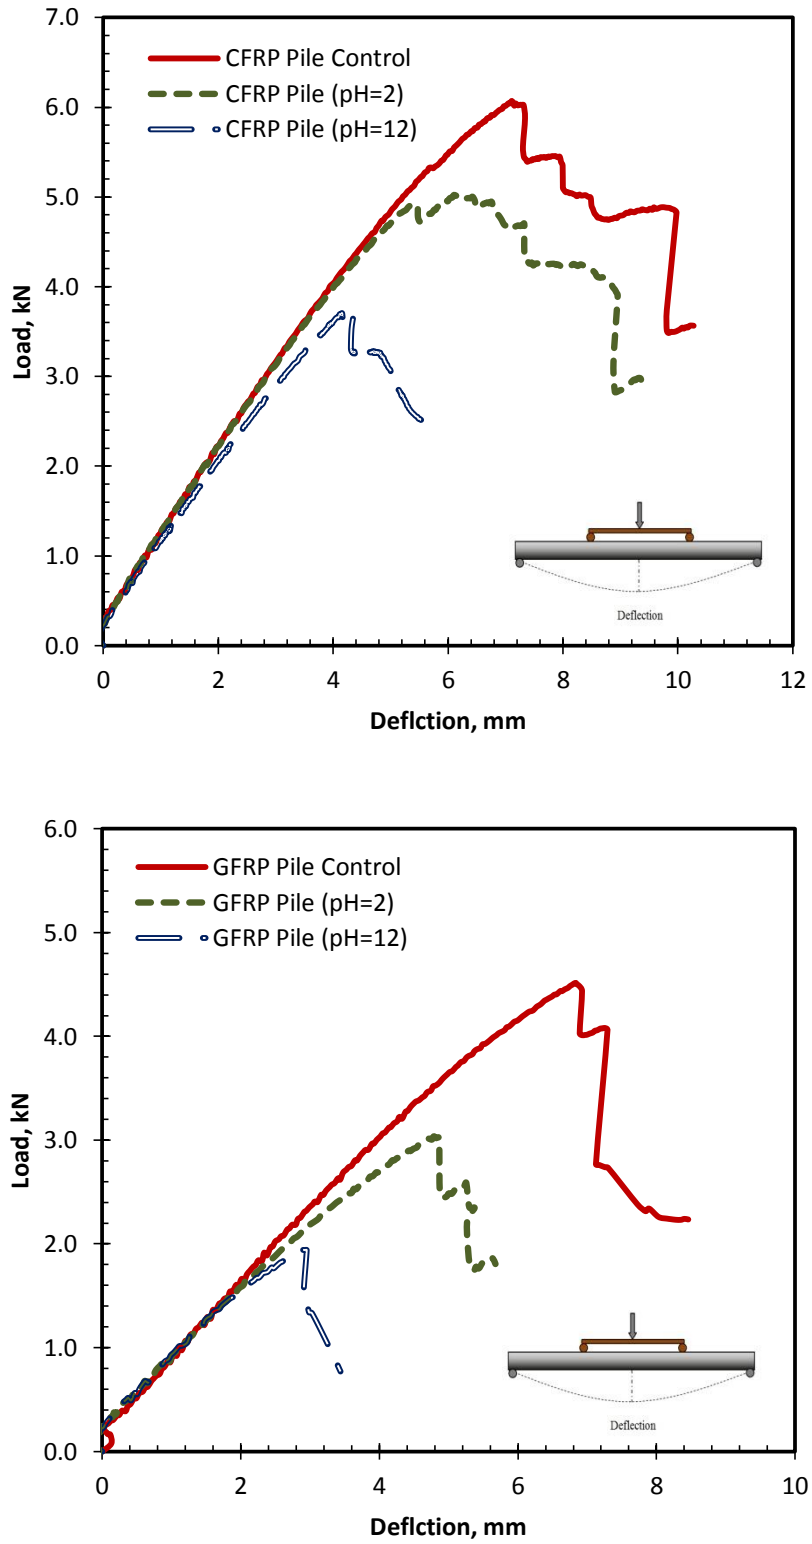 7.0
6.0
5.0
4.0
3.0
2.0
1.0
0.0
Load, kN
CFRP Pile Control
CFRP Pile (pH=2)
CFRP Pile (pH=12)
Deflection
0 2 4 6 8 10 12
Deflction, mm
6.0
5.0
4.0
3.0
2.0
1.0
0.0
Load, kN
GFRP Pile Control
GFRP Pile (pH=2)
GFRP Pile (pH=12)
Deflection
0 2 4 6 8 10
Deflction, mm